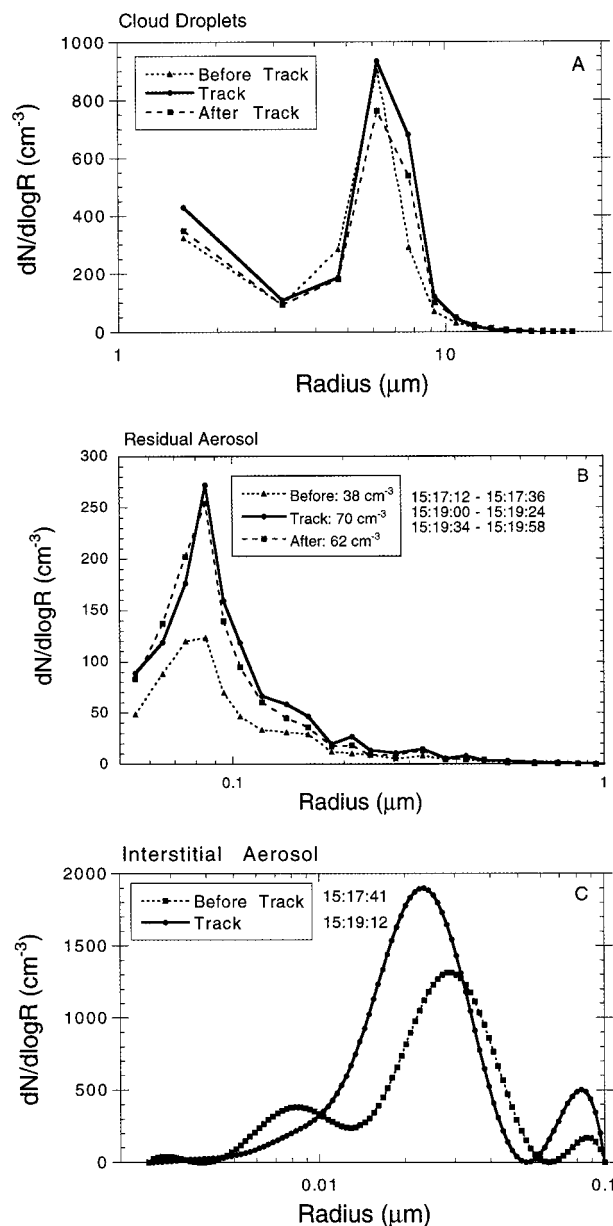 Cloud Droplets
A
Before Track
Track
After Track
1000
800
600
400
200
0
dN/dlogR (cm-3)
1
10
Radius (μm)
Residual Aerosol
B
Before: 38 cm-3
Track: 70 cm-3
After: 62 cm-3
15:17:12 - 15:17:36
15:19:00 - 15:19:24
15:19:34 - 15:19:58
300
250
200
150
100
50
0
dN/dlogR (cm-3)
0.1
1
Radius (μm)
Interstitial Aerosol
C
Before Track 15:17:41
Track 15:19:12
2000
1500
1000
500
0
dN/dlogR (cm-3)
0.01
0.1
Radius (μm)